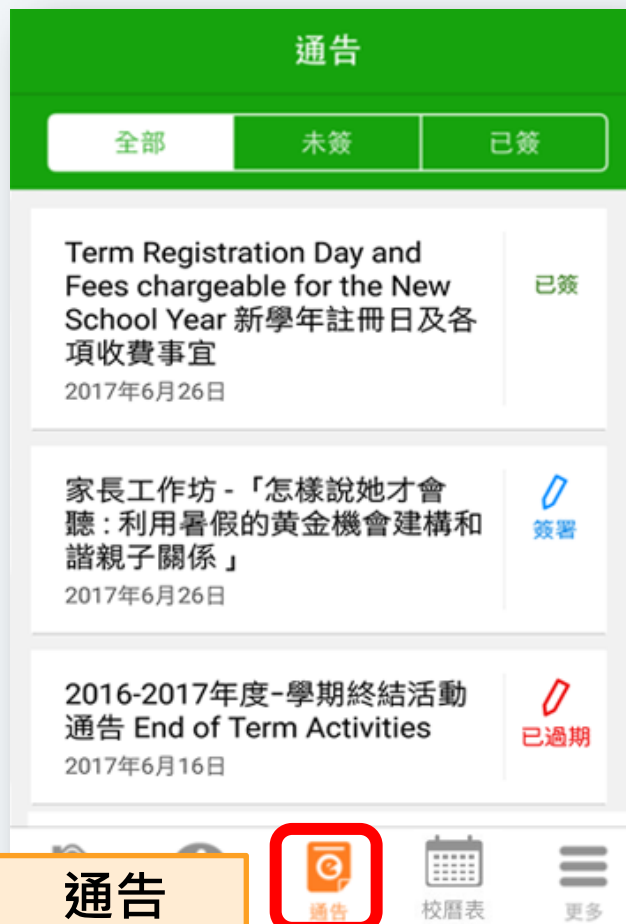 通告
全部 未簽 已簽
Term Registration Day and
Fees chargeable for the New
School Year 新學年註冊日及各
項收費事宜
2017年6月26日
已簽
家長工作坊 -「怎樣說她才會
聽 : 利用暑假的黃金機會建構和
諧親子關係 」
2017年6月26日
簽署
2016-2017年度-學期終結活動
通告 End of Term Activities
2017年6月16日
已過期
通告
通告
校曆表
更多